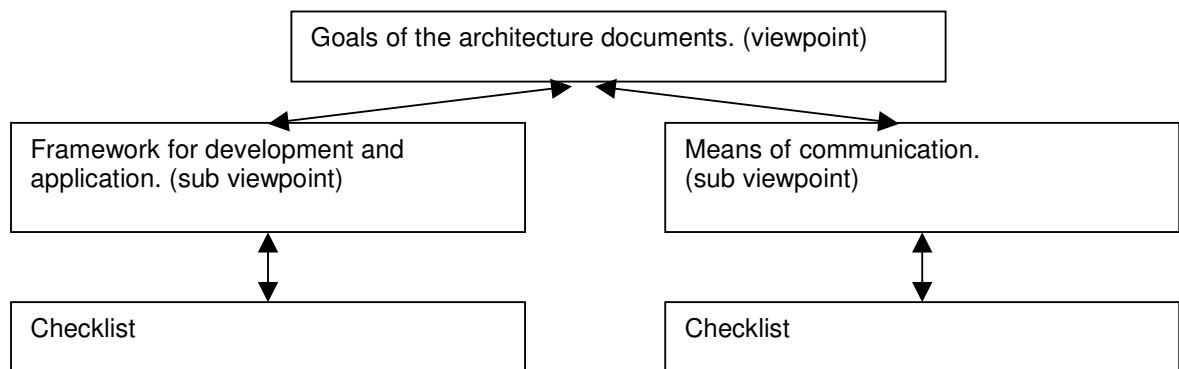 Goals of the architecture documents. (viewpoint)
Framework for development and
application. (sub viewpoint)
Means of communication.
(sub viewpoint)
Checklist
Checklist